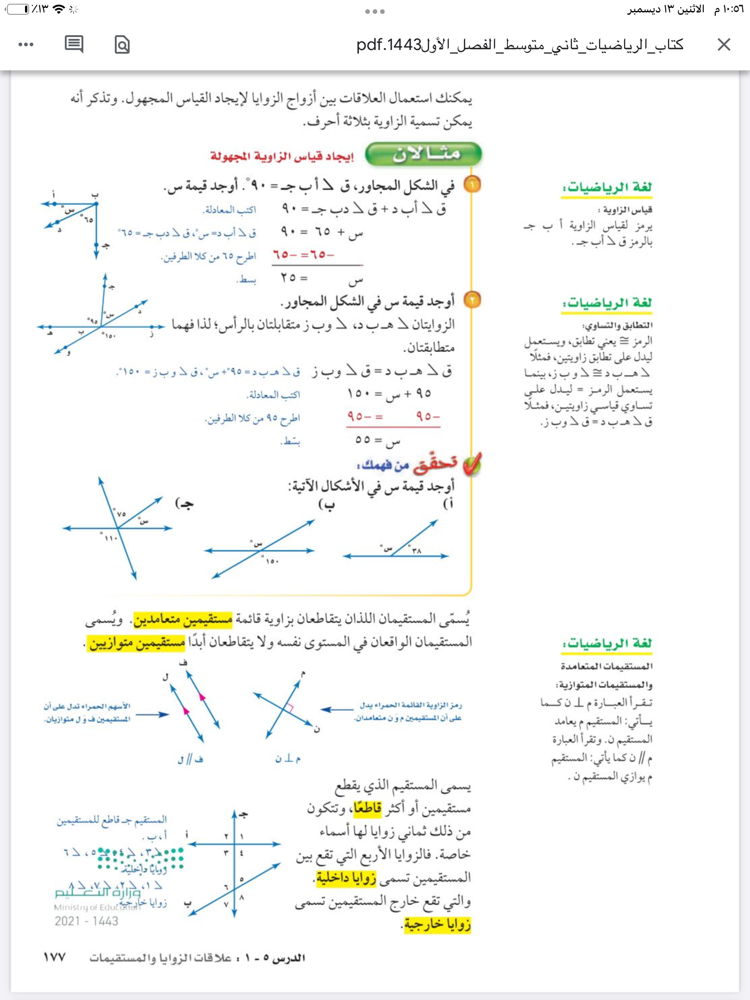 ١٠:٥٦ م الاثنين ١٣ ديسمبر
٪١٣
كتاب_الرياضيات_ثاني_متوسط_الفصل_الأول1443.pdf
يمكنك استعمال العلاقات بين أزواج الزوايا لإيجاد القياس المجهول. وتذكر أنه
يمكن تسمية الزاوية بثلاثة أحرف.
مثالان
إيجاد قياس الزاوية المجهولة
١ في الشكل المجاور، ق ∠ أ ب جـ = ٩٠°. أوجد قيمة س.
ق ∠ أب د + ق ∠ دب جـ = ٩٠ اكتب المعادلة.
س + ٦٥ = ٩٠ ق ∠ أب د= س°، ق ∠ دب جـ = ٦٥°
−٦٥= −٦٥ اطرح ٦٥ من كلا الطرفين.
س = ٢٥ بسط.
أ
ب
س°
٦٥°
د
جـ
٢ أوجد قيمة س في الشكل المجاور.
الزوايتان ∠ هـ ب د، ∠ وب ز متقابلتان بالرأس؛ لذا فهما
متطابقتان.
ق ∠ هـ ب د = ق ∠ وب ز ق ∠ هـ ب د = ٩٥°+ س°، ق ∠ و ب ز = ١٥٠°.
٩٥ + س = ١٥٠ اكتب المعادلة.
−٩٥ = −٩٥ اطرح ٩٥ من كلا الطرفين.
س = ٥٥ بسّط.
جـ
د
س°
٩٥°
هـ
ب
١٥٠°
ز
و
تحقَّق من فهمك:
أوجد قيمة س في الأشكال الآتية:
أ) ب) جـ)
س° ٣٨°
س°
١٥٠°
٧٥°
س°
١١٠°
يُسمّى المستقيمان اللذان يتقاطعان بزاوية قائمة مستقيمين متعامدين. ويُسمى
المستقيمان الواقعان في المستوى نفسه ولا يتقاطعان أبدًا مستقيمين متوازيين .
رمز الزاوية القائمة الحمراء يدل
على أن المستقيمين م وَ ن متعامدان.
م
ن
م ⊥ ن
ف
ل
ف // ل
الأسهم الحمراء تدل على أن
المستقيمين ف وَ ل متوازيان.
يسمى المستقيم الذي يقطع
مستقيمين أو أكثر قاطعًا، وتتكون
من ذلك ثماني زوايا لها أسماء
خاصة. فالزوايا الأربع التي تقع بين
المستقيمين تسمى زوايا داخلية.
والتي تقع خارج المستقيمين تسمى
زوايا خارجية.
جـ
أ
٢ ١
٣ ٤
٥
٦
٧ ٨
ب
المستقيم جـ قاطع للمستقيمين
أ، ب .
∠ ٣، ∠ ٤، ∠ ٥، ∠ ٦
زوايا داخلية.
∠ ١، ∠ ٢، ∠ ٧، ∠ ٨
زوايا خارجية.
وزارة التعليم
Ministry of Education
2021 - 1443
لغة الرياضيات:
قياس الزاوية :
يرمز لقياس الزاوية أ ب جـ
بالرمز ق ∠ أب جـ .
لغة الرياضيات:
التطابق والتساوي:
الرمز ≅ يعني تطابق، ويستعمل
ليدل على تطابق زاويتين، فمثلًا
∠ هـ ب د ≅ ∠ و ب ز، بينما
يستعمل الرمز = ليدل على
تساوي قياسي زاويتين، فمثلًا
ق ∠ هـ ب د = ق ∠ وب ز.
لغة الرياضيات:
المستقيمات المتعامدة
والمستقيمات المتوازية:
تقرأ العبارة م ⊥ ن كما
يأتي: المستقيم م يعامد
المستقيم ن. وتقرأ العبارة
م // ن كما يأتي: المستقيم
م يوازي المستقيم ن .
الدرس ٥ - ١ : علاقات الزوايا والمستقيمات ١٧٧